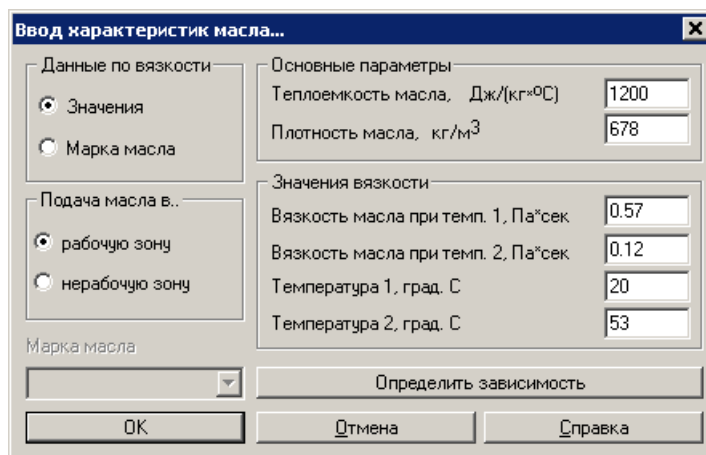 Ввод характеристик масла...
Данные по вязкости
Значения
Марка масла
Подача масла в..
рабочую зону
нерабочую зону
Марка масла
Основные параметры
Теплоемкость масла, Дж/(кг*ºС) 1200
Плотность масла, кг/м3 678
Значения вязкости
Вязкость масла при темп. 1, Па*сек 0.57
Вязкость масла при темп. 2, Па*сек 0.12
Температура 1, град. С 20
Температура 2, град. С 53
Определить зависимость
OK Отмена Справка